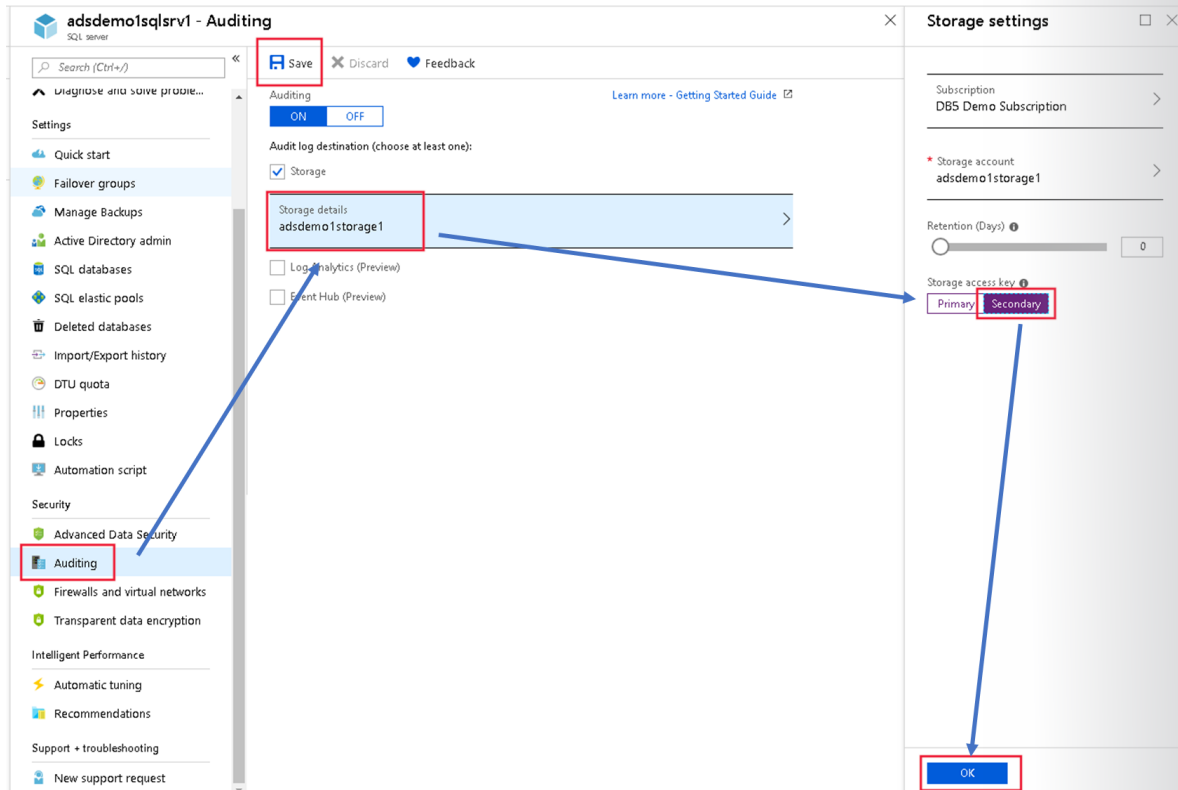 adsdemo1sqlsrv1 - Auditing
SQL server
Search (Ctrl+/)
Diagnose and solve proble...
Settings
Quick start
Failover groups
Manage Backups
Active Directory admin
SQL databases
SQL elastic pools
Deleted databases
Import/Export history
DTU quota
Properties
Locks
Automation script
Security
Advanced Data Security
Auditing
Firewalls and virtual networks
Transparent data encryption
Intelligent Performance
Automatic tuning
Recommendations
Support + troubleshooting
New support request
Save Discard Feedback
Auditing
Learn more - Getting Started Guide
ON OFF
Audit log destination (choose at least one):
Storage
Storage details
adsdemo1storage1
Log Analytics (Preview)
Event Hub (Preview)
Storage settings
Subscription
DB5 Demo Subscription
* Storage account
adsdemo1storage1
Retention (Days)
0
Storage access key
Primary Secondary
OK